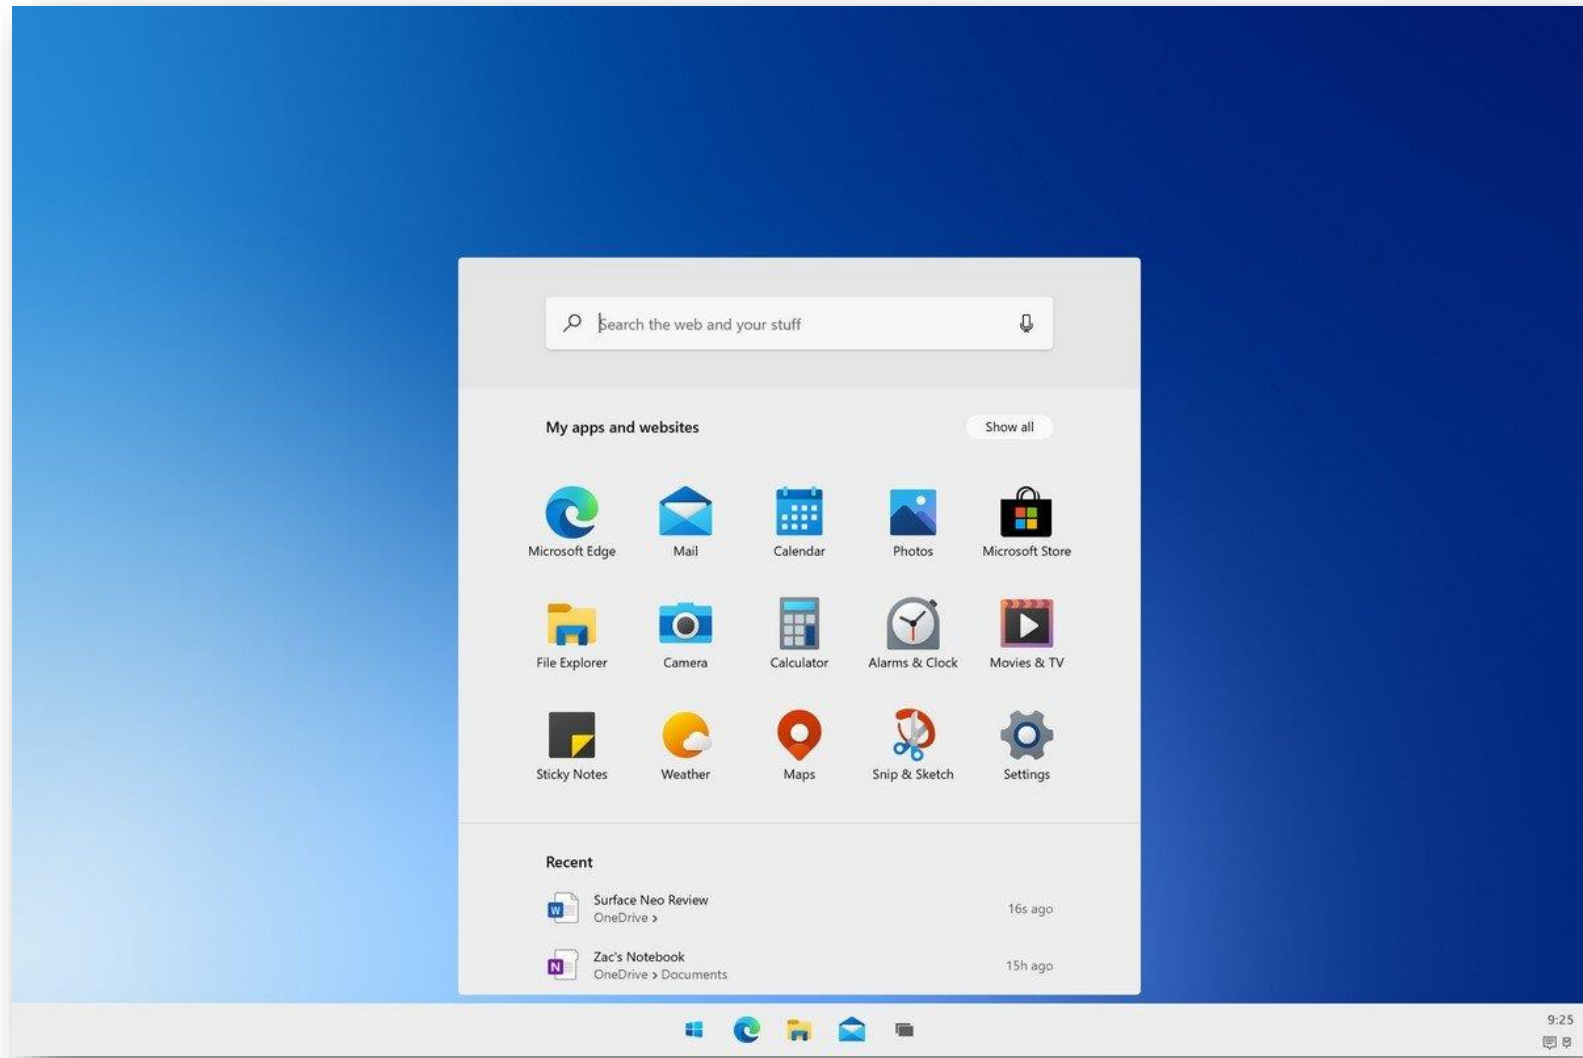 Search the web and your stuff
My apps and websites
Show all
Microsoft Edge
Mail
Calendar
Photos
Microsoft Store
File Explorer
Camera
Calculator
Alarms & Clock
Movies & TV
Sticky Notes
Weather
Maps
Snip & Sketch
Settings
Recent
W
Surface Neo Review
OneDrive >
16s ago
N
Zac's Notebook
OneDrive > Documents
15h ago
9:25